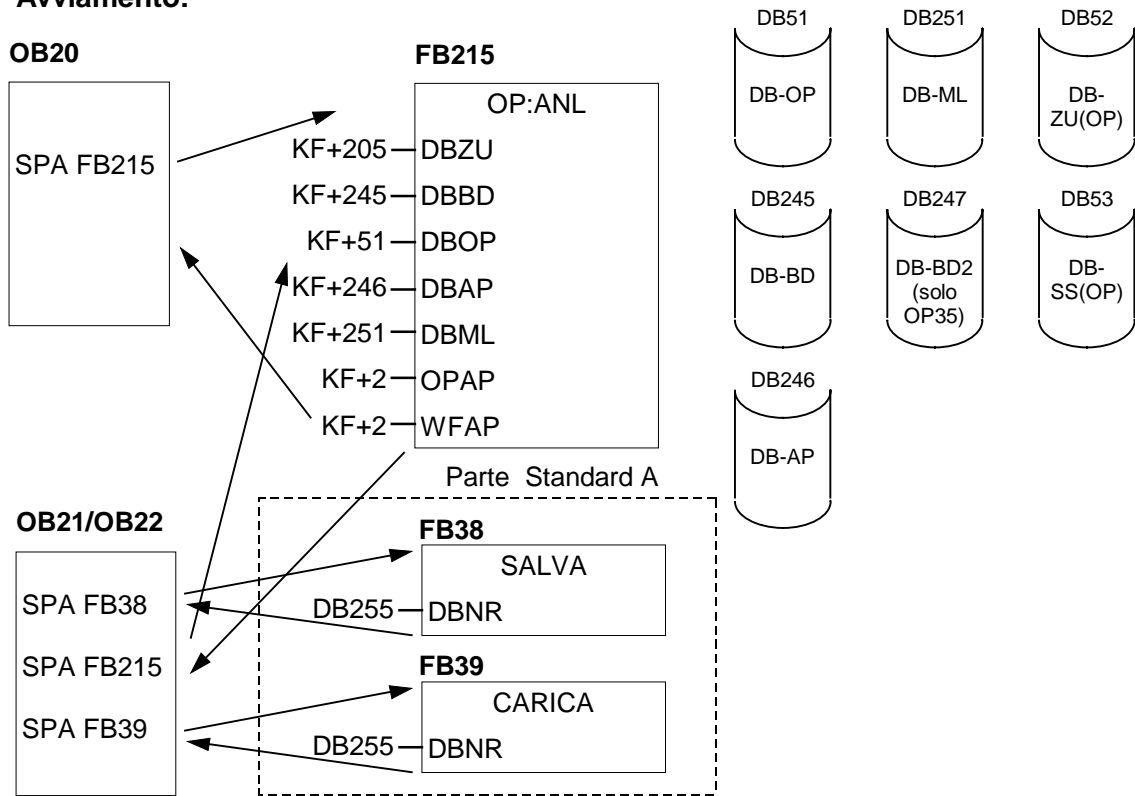 Avviamento:
OB20
SPA FB215
FB215
OP:ANL
KF+205 DBZU
KF+245 DBBD
KF+51 DBOP
KF+246 DBAP
KF+251 DBML
KF+2 OPAP
KF+2 WFAP
DB51
DB-OP
DB251
DB-ML
DB52
DB-
ZU(OP)
DB245
DB-BD
DB247
DB-BD2
(solo
OP35)
DB53
DB-
SS(OP)
DB246
DB-AP
OB21/OB22
SPA FB38
SPA FB215
SPA FB39
Parte Standard A
FB38
SALVA
DB255 DBNR
FB39
CARICA
DB255 DBNR